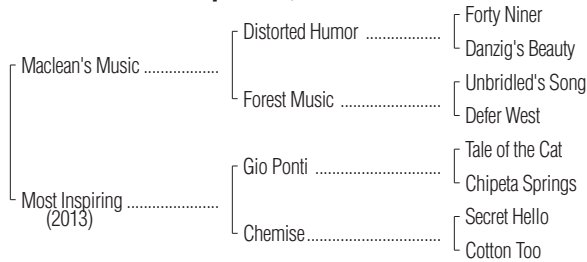 Forty Niner
Distorted Humor ..................
Danzig's Beauty
Maclean's Music ..................
Unbridled's Song
Forest Music ........................
Defer West
Tale of the Cat
Gio Ponti ..............................
Chipeta Springs
Most Inspiring ......................
(2013)
Secret Hello
Chemise................................
Cotton Too